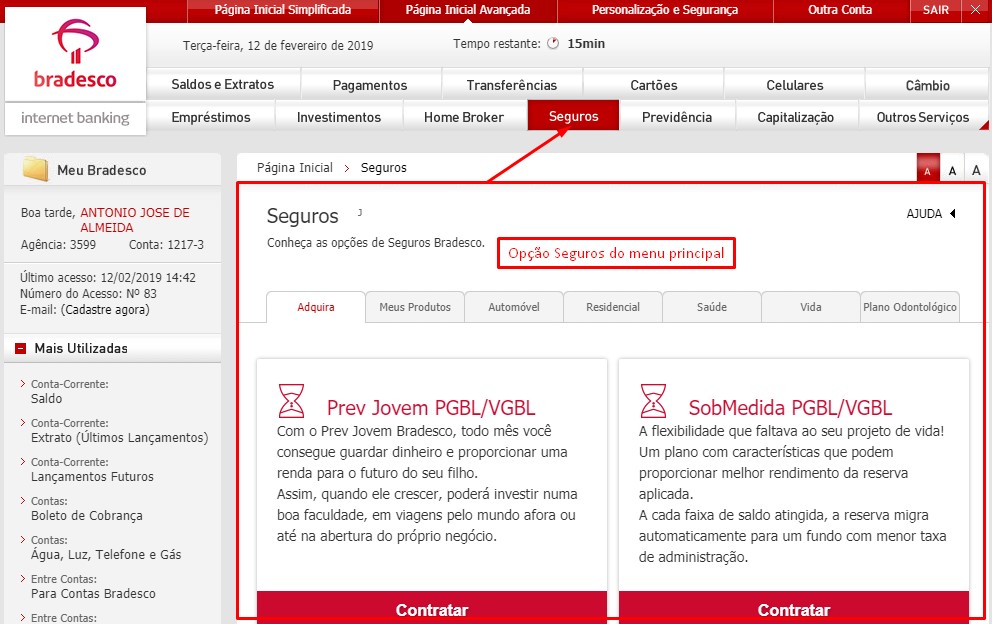 Página Inicial Simplificada
Página Inicial Avançada
Personalização e Segurança
Outra Conta
SAIR
bradesco
internet banking
Terça-feira, 12 de fevereiro de 2019
Tempo restante: 15min
Saldos e Extratos
Pagamentos
Transferências
Cartões
Celulares
Câmbio
Empréstimos
Investimentos
Home Broker
Seguros
Previdência
Capitalização
Outros Serviços
Meu Bradesco
Boa tarde, ANTONIO JOSE DE
ALMEIDA
Agência: 3599 Conta: 1217-3
Último acesso: 12/02/2019 14:42
Número do Acesso: Nº 83
E-mail: (Cadastre agora)
Mais Utilizadas
Conta-Corrente:
Saldo
Conta-Corrente:
Extrato (Últimos Lançamentos)
Conta-Corrente:
Lançamentos Futuros
Contas:
Boleto de Cobrança
Contas:
Água, Luz, Telefone e Gás
Entre Contas:
Para Contas Bradesco
Entre Contas:
Página Inicial > Seguros
A A A
Seguros J
AJUDA
Conheça as opções de Seguros Bradesco.
Opção Seguros do menu principal
Adquira
Meus Produtos
Automóvel
Residencial
Saúde
Vida
Plano Odontológico
Prev Jovem PGBL/VGBL
Com o Prev Jovem Bradesco, todo mês você
consegue guardar dinheiro e proporcionar uma
renda para o futuro do seu filho.
Assim, quando ele crescer, poderá investir numa
boa faculdade, em viagens pelo mundo afora ou
até na abertura do próprio negócio.
Contratar
SobMedida PGBL/VGBL
A flexibilidade que faltava ao seu projeto de vida!
Um plano com características que podem
proporcionar melhor rendimento da reserva
aplicada.
A cada faixa de saldo atingida, a reserva migra
automaticamente para um fundo com menor taxa
de administração.
Contratar